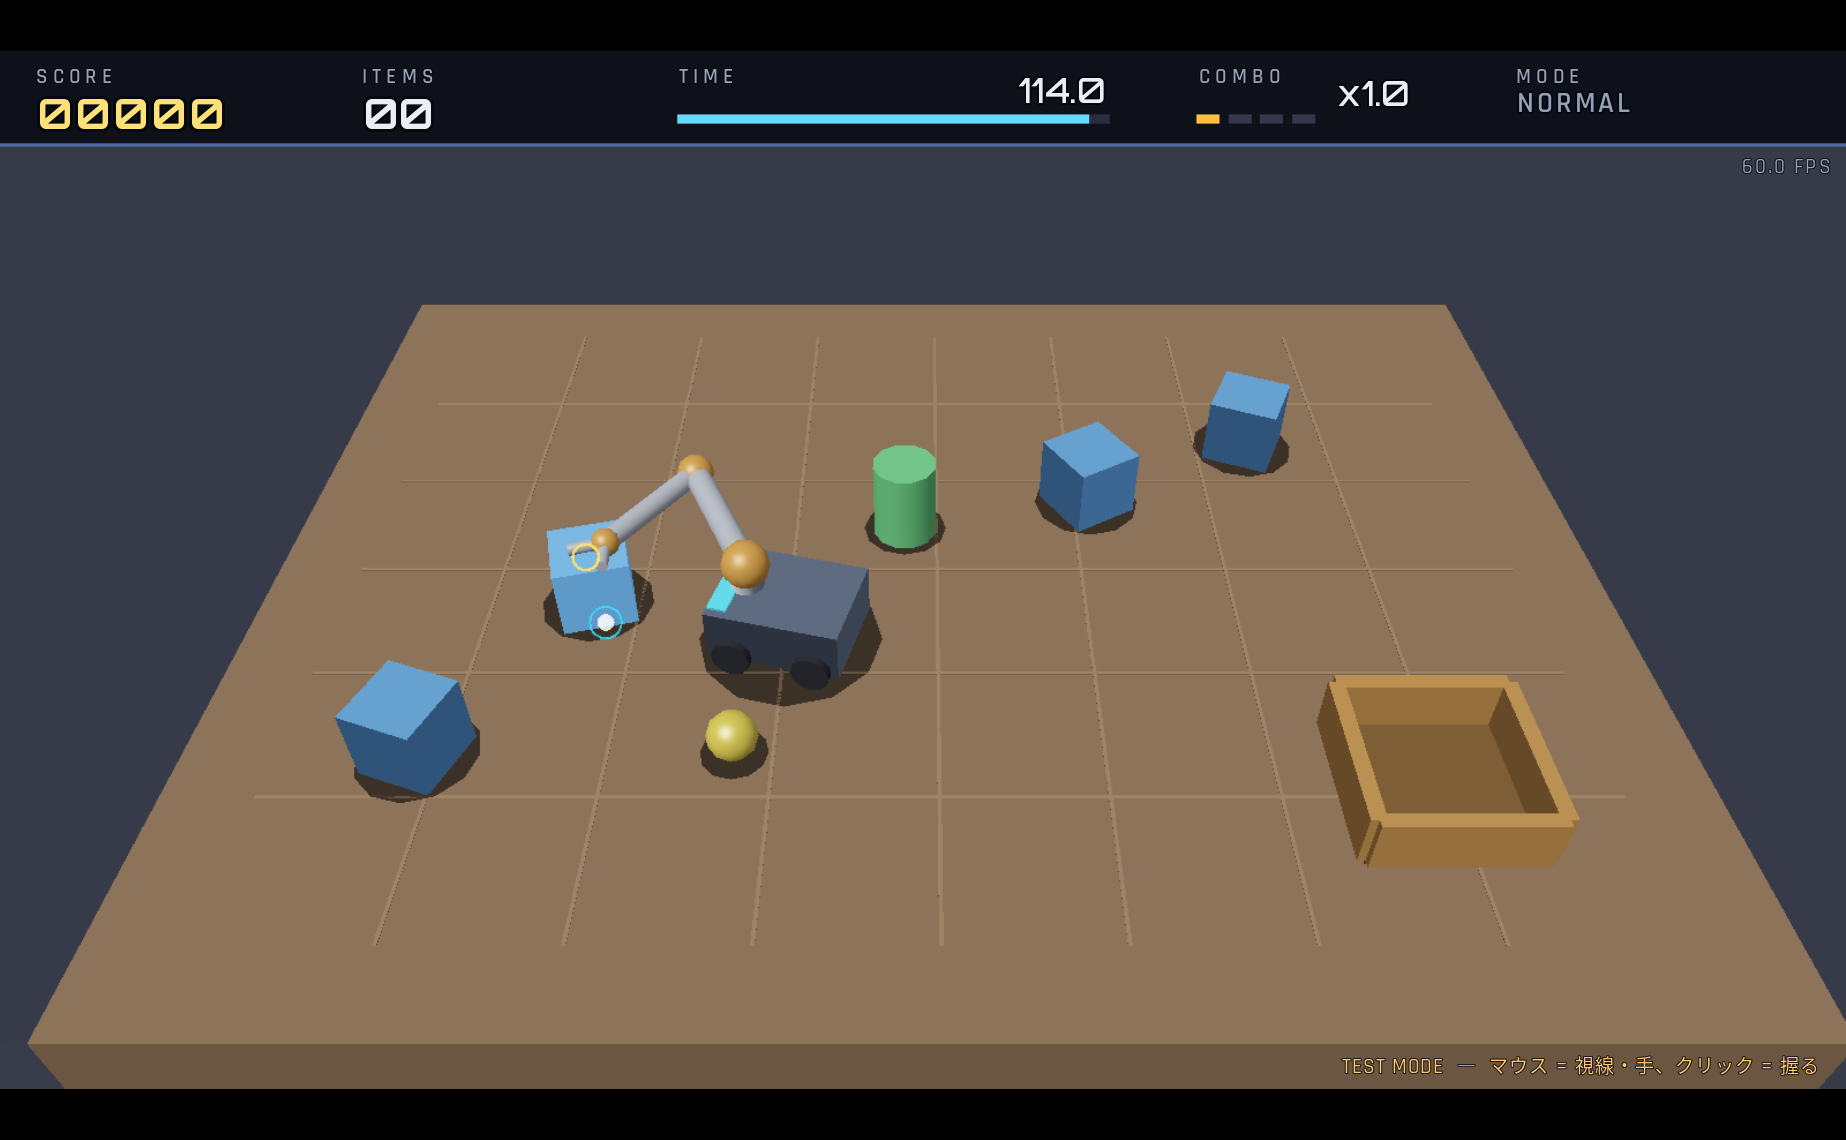 SCORE
00000
ITEMS
00
TIME
114.0
COMBO
x1.0
MODE
NORMAL
60.0 FPS
TEST MODE — マウス = 視線・手、クリック = 握る